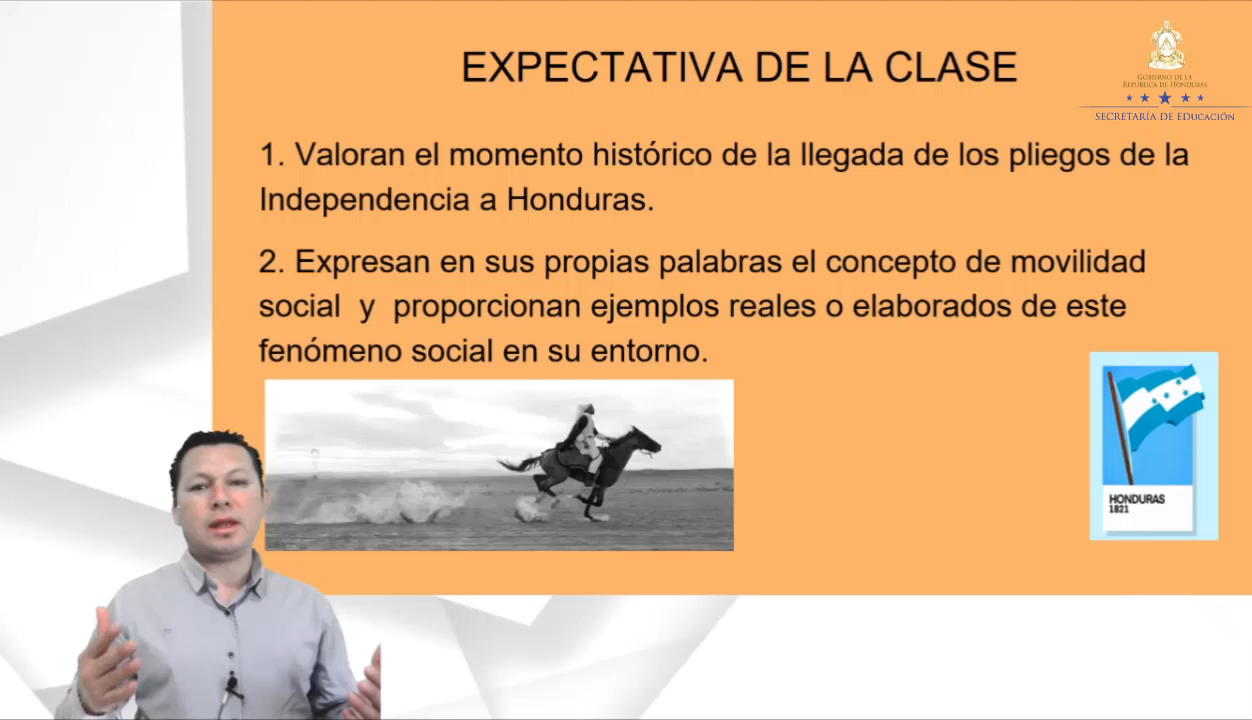 EXPECTATIVA DE LA CLASE
GOBIERNO DE LA
REPÚBLICA DE HONDURAS
SECRETARÍA DE EDUCACIÓN
1. Valoran el momento histórico de la llegada de los pliegos de la
Independencia a Honduras.
2. Expresan en sus propias palabras el concepto de movilidad
social y proporcionan ejemplos reales o elaborados de este
fenómeno social en su entorno.
HONDURAS
1821